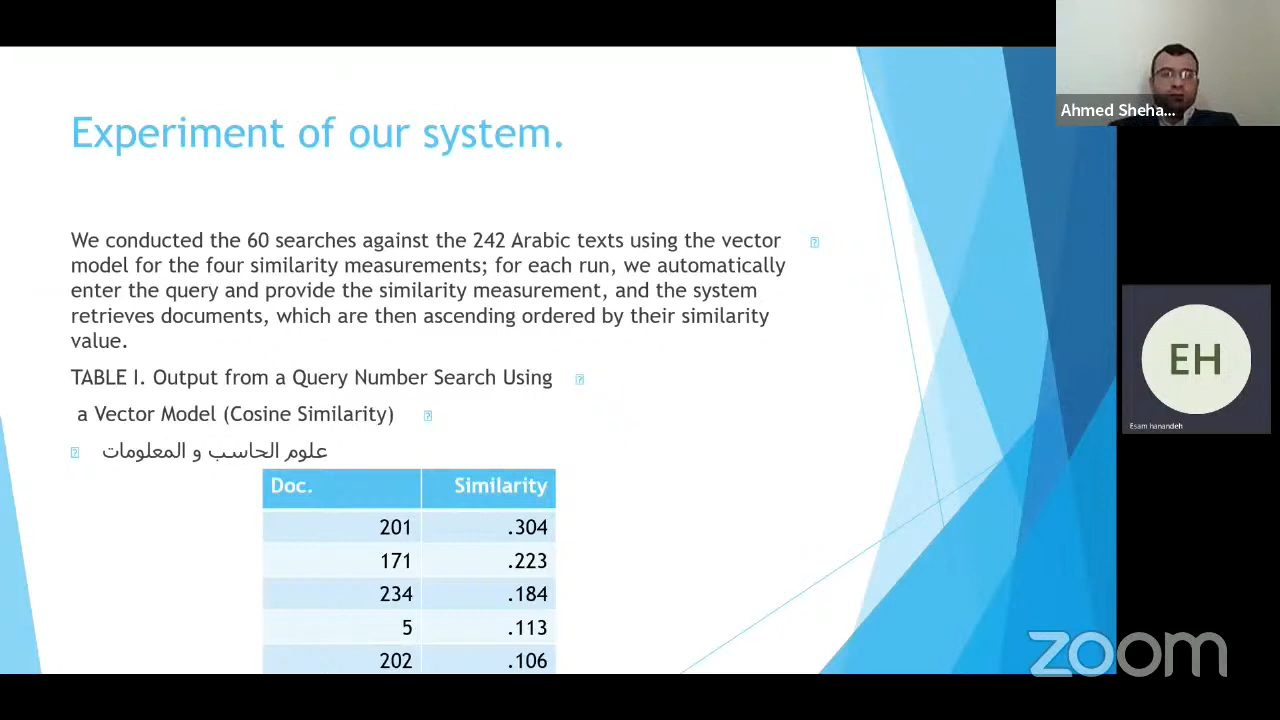 Experiment of our system.
We conducted the 60 searches against the 242 Arabic texts using the vector
model for the four similarity measurements; for each run, we automatically
enter the query and provide the similarity measurement, and the system
retrieves documents, which are then ascending ordered by their similarity
value.
TABLE I. Output from a Query Number Search Using
a Vector Model (Cosine Similarity)
علوم الحاسب و المعلومات
Doc. Similarity
201 .304
171 .223
234 .184
5 .113
202 .106
Ahmed Sheha...
EH
Esam hanandeh
zoom